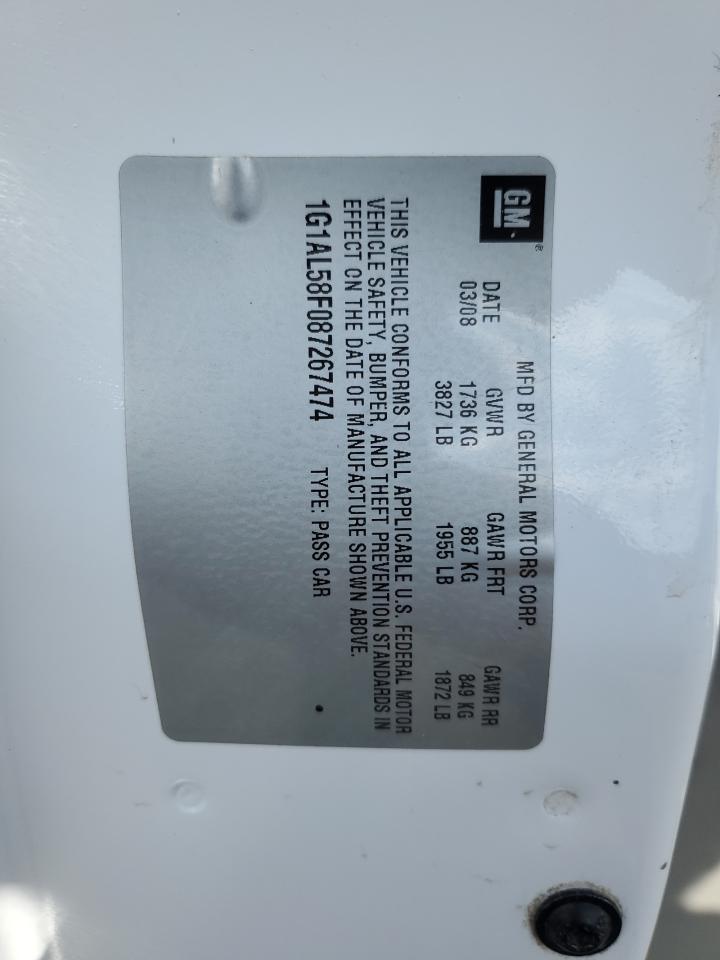 GM
®
MFD BY GENERAL MOTORS CORP.
DATE GVWR GAWR FRT GAWR RR
03/08 1736 KG 887 KG 849 KG
3827 LB 1955 LB 1872 LB
THIS VEHICLE CONFORMS TO ALL APPLICABLE U.S. FEDERAL MOTOR
VEHICLE SAFETY, BUMPER, AND THEFT PREVENTION STANDARDS IN
EFFECT ON THE DATE OF MANUFACTURE SHOWN ABOVE.
1G1AL58F087267474 TYPE: PASS CAR